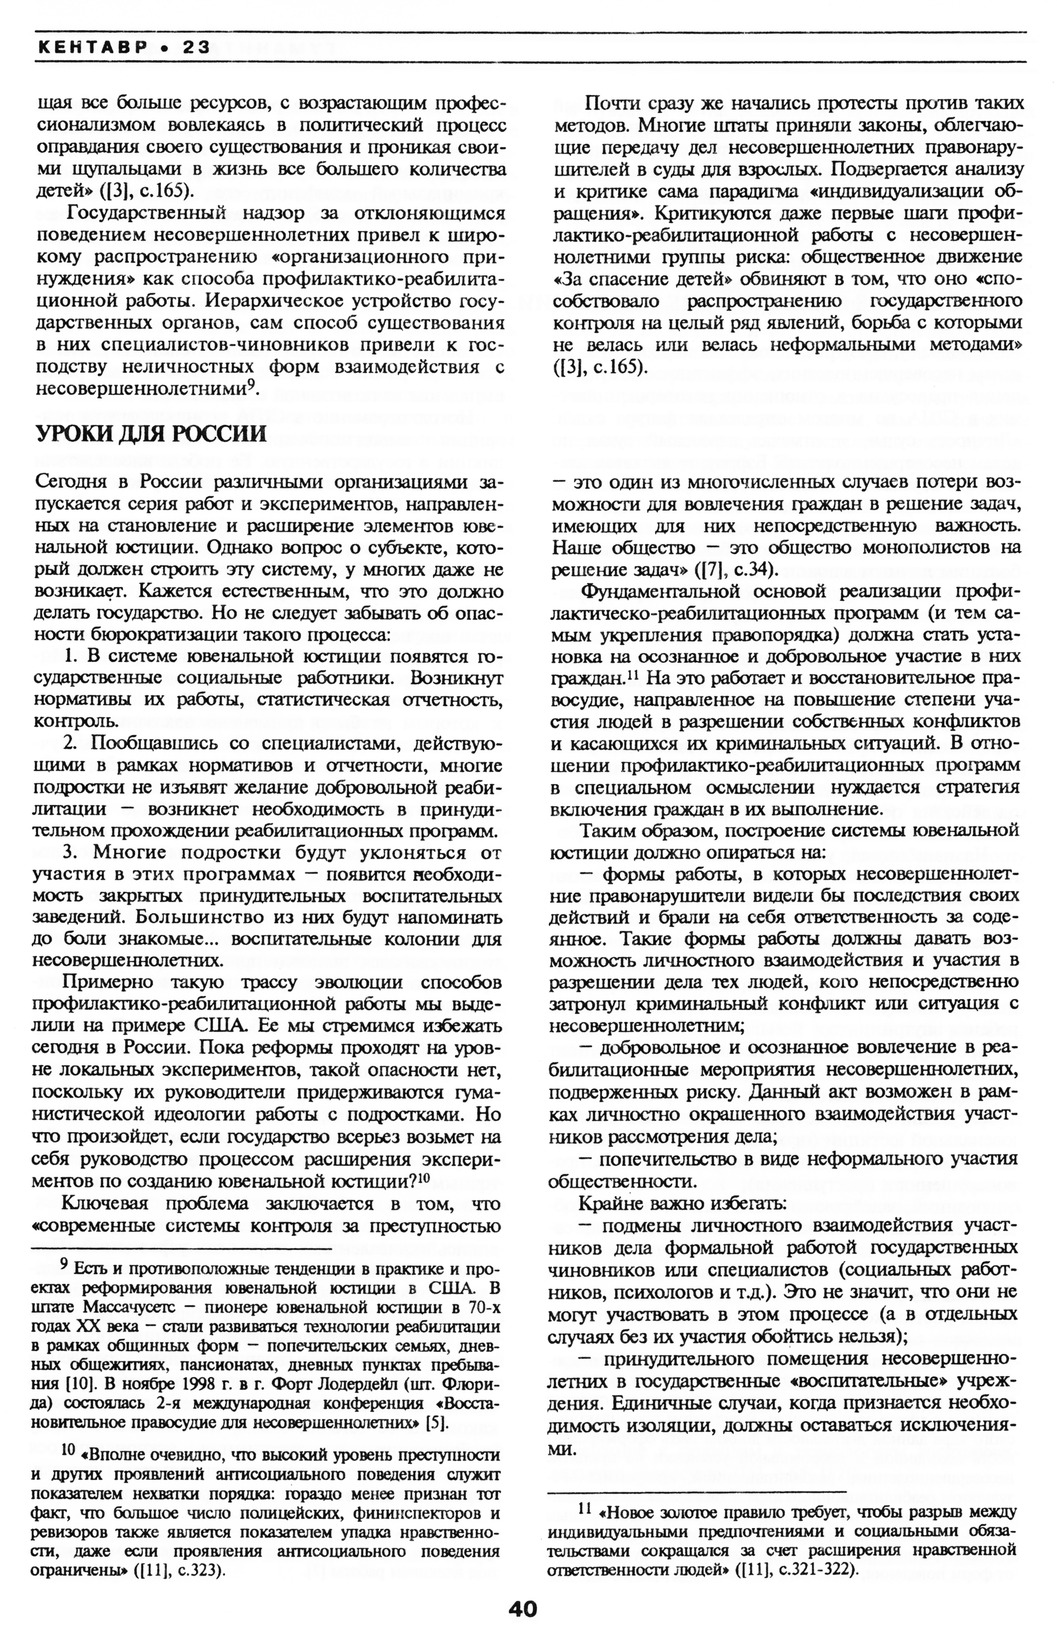 КЕНТАВР • 23
щая все больше ресурсов, с возрастающим профес-
сионализмом вовлекаясь в политический процесс
оправдания своего существования и проникая свои-
ми щупальцами в жизнь все большего количества
детей» ([3], с.165).
Государственный надзор за отклоняющимся
поведением несовершеннолетних привел к широ-
кому распространению «организационного при-
нуждения» как способа профилактико-реабилита-
ционной работы. Иерархическое устройство госу-
дарственных органов, сам способ существования
в них специалистов-чиновников привели к гос-
подству неличностных форм взаимодействия с
несовершеннолетними⁹.
Почти сразу же начались протесты против таких
методов. Многие штаты приняли законы, облегчаю-
щие передачу дел несовершеннолетних правонару-
шителей в суды для взрослых. Подвергается анализу
и критике сама парадигма «индивидуализации об-
ращения». Критикуются даже первые шаги профи-
лактико-реабилитационной работы с несовершен-
нолетними группы риска: общественное движение
«За спасение детей» обвиняют в том, что оно «спо-
собствовало распространению государственного
контроля на целый ряд явлений, борьба с которыми
не велась или велась неформальными методами»
([3], с.165).
УРОКИ ДЛЯ РОССИИ
Сегодня в России различными организациями за-
пускается серия работ и экспериментов, направлен-
ных на становление и расширение элементов юве-
нальной юстиции. Однако вопрос о субъекте, кото-
рый должен строить эту систему, у многих даже не
возникает. Кажется естественным, что это должно
делать государство. Но не следует забывать об опас-
ности бюрократизации такого процесса:
1. В системе ювенальной юстиции появятся го-
сударственные социальные работники. Возникнут
нормативы их работы, статистическая отчетность,
контроль.
2. Пообщавшись со специалистами, действую-
щими в рамках нормативов и отчетности, многие
подростки не изъявят желание добровольной реаби-
литации — возникнет необходимость в принуди-
тельном прохождении реабилитационных программ.
3. Многие подростки будут уклоняться от
участия в этих программах — появится необходи-
мость закрытых принудительных воспитательных
заведений. Большинство из них будут напоминать
до боли знакомые... воспитательные колонии для
несовершеннолетних.
Примерно такую трассу эволюции способов
профилактико-реабилитационной работы мы выде-
лили на примере США. Ее мы стремимся избежать
сегодня в России. Пока реформы проходят на уров-
не локальных экспериментов, такой опасности нет,
поскольку их руководители придерживаются гума-
нистической идеологии работы с подростками. Но
что произойдет, если государство всерьез возьмет на
себя руководство процессом расширения экспери-
ментов по созданию ювенальной юстиции?¹⁰
Ключевая проблема заключается в том, что
«современные системы контроля за преступностью
— это один из многочисленных случаев потери воз-
можности для вовлечения граждан в решение задач,
имеющих для них непосредственную важность.
Наше общество — это общество монополистов на
решение задач» ([7], с.34).
Фундаментальной основой реализации профи-
лактическо-реабилитационных программ (и тем са-
мым укрепления правопорядка) должна стать уста-
новка на осознанное и добровольное участие в них
граждан.¹¹ На это работает и восстановительное пра-
восудие, направленное на повышение степени уча-
стия людей в разрешении собственных конфликтов
и касающихся их криминальных ситуаций. В отно-
шении профилактико-реабилитационных программ
в специальном осмыслении нуждается стратегия
включения граждан в их выполнение.
Таким образом, построение системы ювенальной
юстиции должно опираться на:
— формы работы, в которых несовершеннолет-
ние правонарушители видели бы последствия своих
действий и брали на себя ответственность за соде-
янное. Такие формы работы должны давать воз-
можность личностного взаимодействия и участия в
разрешении дела тех людей, кого непосредственно
затронул криминальный конфликт или ситуация с
несовершеннолетним;
— добровольное и осознанное вовлечение в реа-
билитационные мероприятия несовершеннолетних,
подверженных риску. Данный акт возможен в рам-
ках личностно окрашенного взаимодействия участ-
ников рассмотрения дела;
— попечительство в виде неформального участия
общественности.
Крайне важно избегать:
— подмены личностного взаимодействия участ-
ников дела формальной работой государственных
чиновников или специалистов (социальных работ-
ников, психологов и т.д.). Это не значит, что они не
могут участвовать в этом процессе (а в отдельных
случаях без их участия обойтись нельзя);
— принудительного помещения несовершенно-
летних в государственные «воспитательные» учреж-
дения. Единичные случаи, когда признается необхо-
димость изоляции, должны оставаться исключения-
ми.
⁹ Есть и противоположные тенденции в практике и про-
ектах реформирования ювенальной юстиции в США. В
штате Массачусетс — пионере ювенальной юстиции в 70-х
годах XX века — стали развиваться технологии реабилитации
в рамках общинных форм — попечительских семьях, днев-
ных общежитиях, пансионатах, дневных пунктах пребыва-
ния [10]. В ноябре 1998 г. в г. Форт Лодердейл (шт. Флори-
да) состоялась 2-я международная конференция «Восста-
новительное правосудие для несовершеннолетних» [5].
¹⁰ «Вполне очевидно, что высокий уровень преступности
и других проявлений антисоциального поведения служит
показателем нехватки порядка: гораздо менее признан тот
факт, что большое число полицейских, фининспекторов и
ревизоров также является показателем упадка нравственно-
сти, даже если проявления антисоциального поведения
ограничены» ([11], с.323).
¹¹ «Новое золотое правило требует, чтобы разрыв между
индивидуальными предпочтениями и социальными обяза-
тельствами сокращался за счет расширения нравственной
ответственности людей» ([11], с.321-322).
40